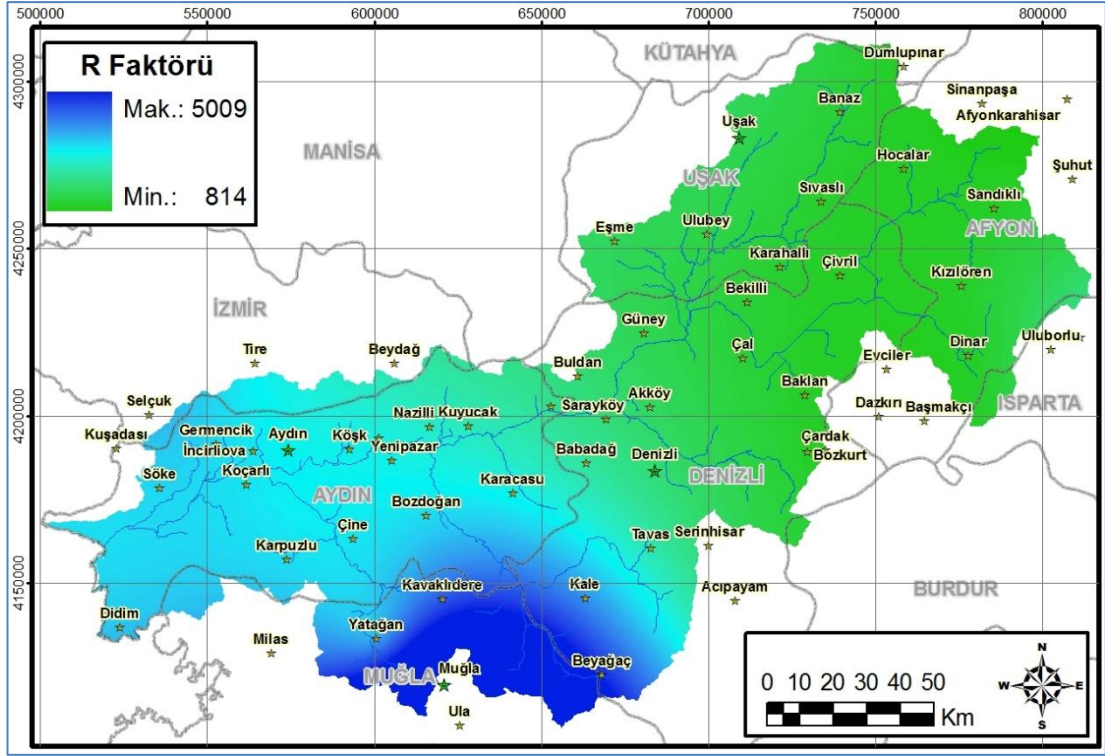 500000 550000 600000 650000 700000 750000 800000
R Faktörü
Mak.: 5009
Min.: 814
4300000
4250000
4200000
4150000
KÜTAHYA
Dumlupınar
Sinanpaşa
Banaz
Afyonkarahisar
Uşak
MANİSA
Hocalar
Şuhut
UŞAK
Sıvaslı
Sandıklı
Eşme
Ulubey
AFYON
Karahallı
Çivril
Kızılören
Bekilli
İZMİR
Güney
Tire
Beydağ
Buldan
Çal
Evciler
Dinar
Uluborlu
Selçuk
Sarayköy
Akköy
Baklan
Dazkırı
Başmakçı
ISPARTA
Nazilli
Kuyucak
Kuşadası
Germencik
Aydın
Köşk
İncirliova
Yenipazar
Babadağ
Denizli
Çardak
Bozkurt
Söke
Koçarlı
AYDIN
Karacasu
DENİZLİ
Bozdoğan
Çine
Tavas
Serinhisar
Karpuzlu
Kavaklıdere
Kale
Acıpayam
BURDUR
Didim
Yatağan
Milas
MUĞLA
Muğla
Beyağaç
Ula
0 10 20 30 40 50
Km
N
W
E
S